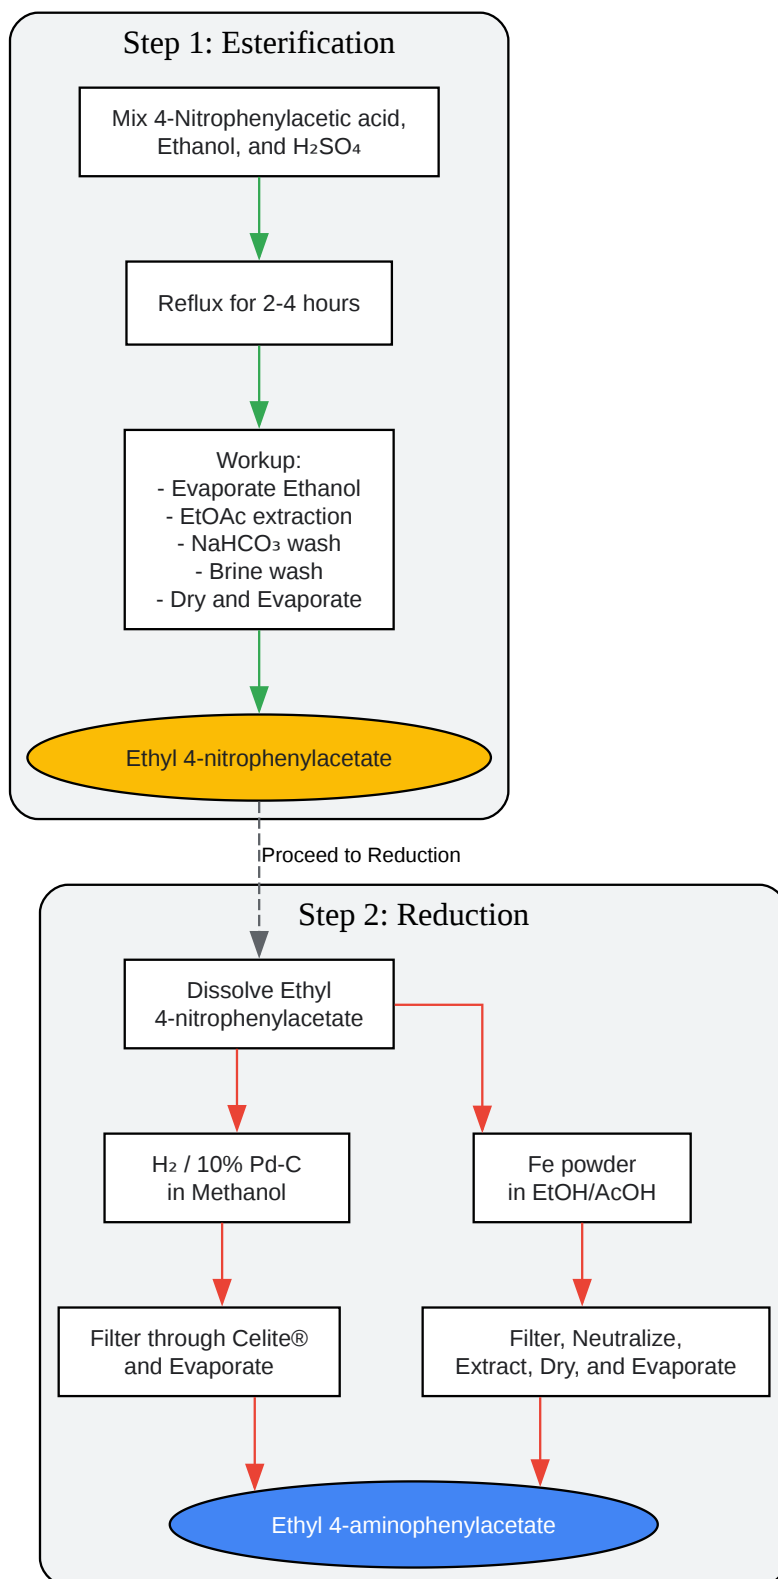 Step 1: Esterification
Mix 4-Nitrophenylacetic acid,
Ethanol, and H₂SO₄
Reflux for 2-4 hours
Workup:
- Evaporate Ethanol
- EtOAc extraction
- NaHCO₃ wash
- Brine wash
- Dry and Evaporate
Ethyl 4-nitrophenylacetate
Proceed to Reduction
Step 2: Reduction
Dissolve Ethyl
4-nitrophenylacetate
H₂ / 10% Pd-C
in Methanol
Fe powder
in EtOH/AcOH
Filter through Celite®
and Evaporate
Filter, Neutralize,
Extract, Dry, and Evaporate
Ethyl 4-aminophenylacetate